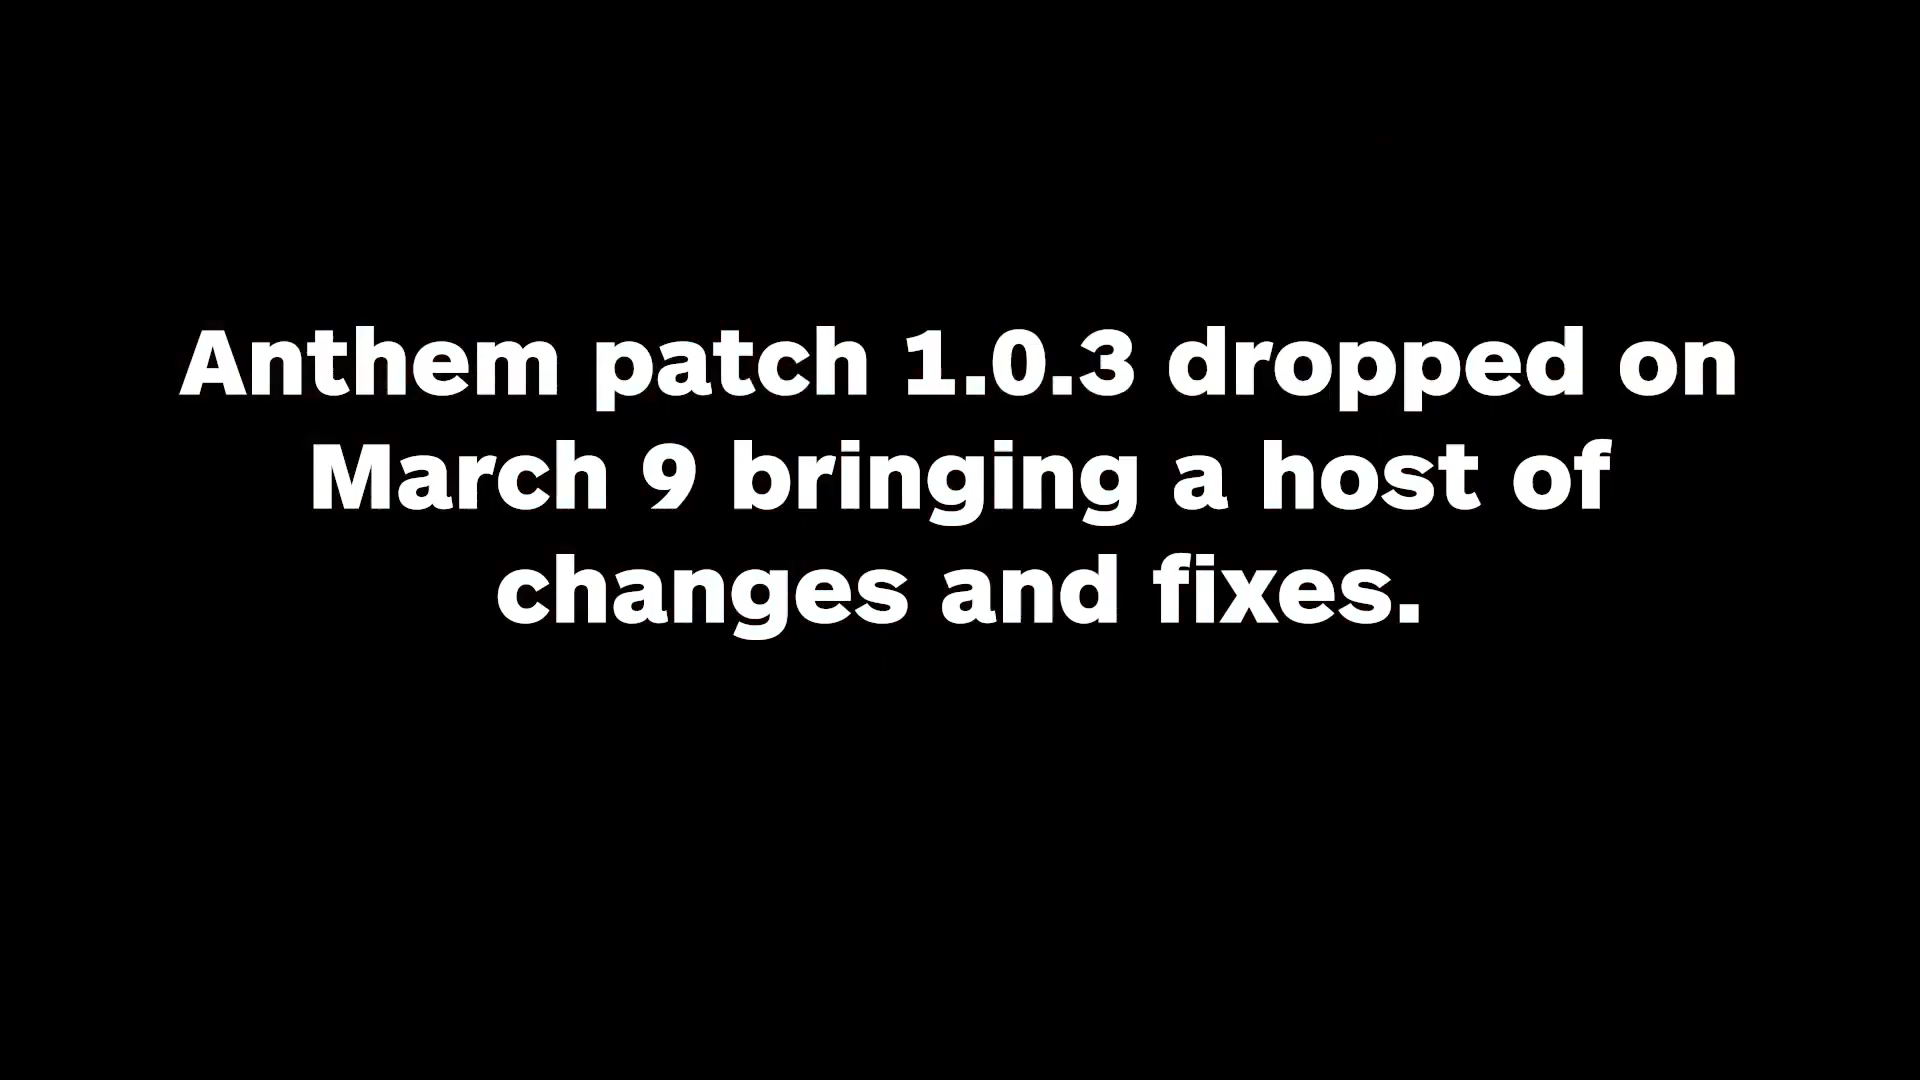 Anthem patch 1.0.3 dropped on
March 9 bringing a host of
changes and fixes.